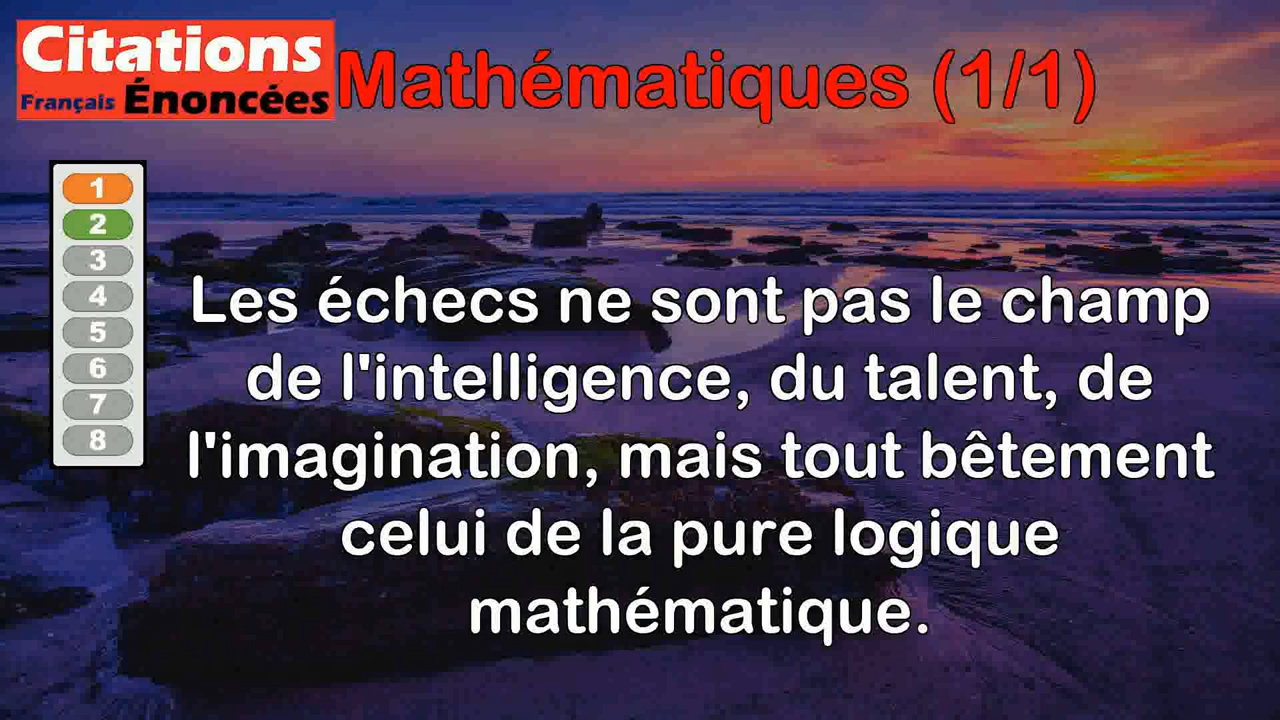 Citations
Français Énoncées
Mathématiques (1/1)
1
2
3
4
5
6
7
8
Les échecs ne sont pas le champ
de l'intelligence, du talent, de
l'imagination, mais tout bêtement
celui de la pure logique
mathématique.